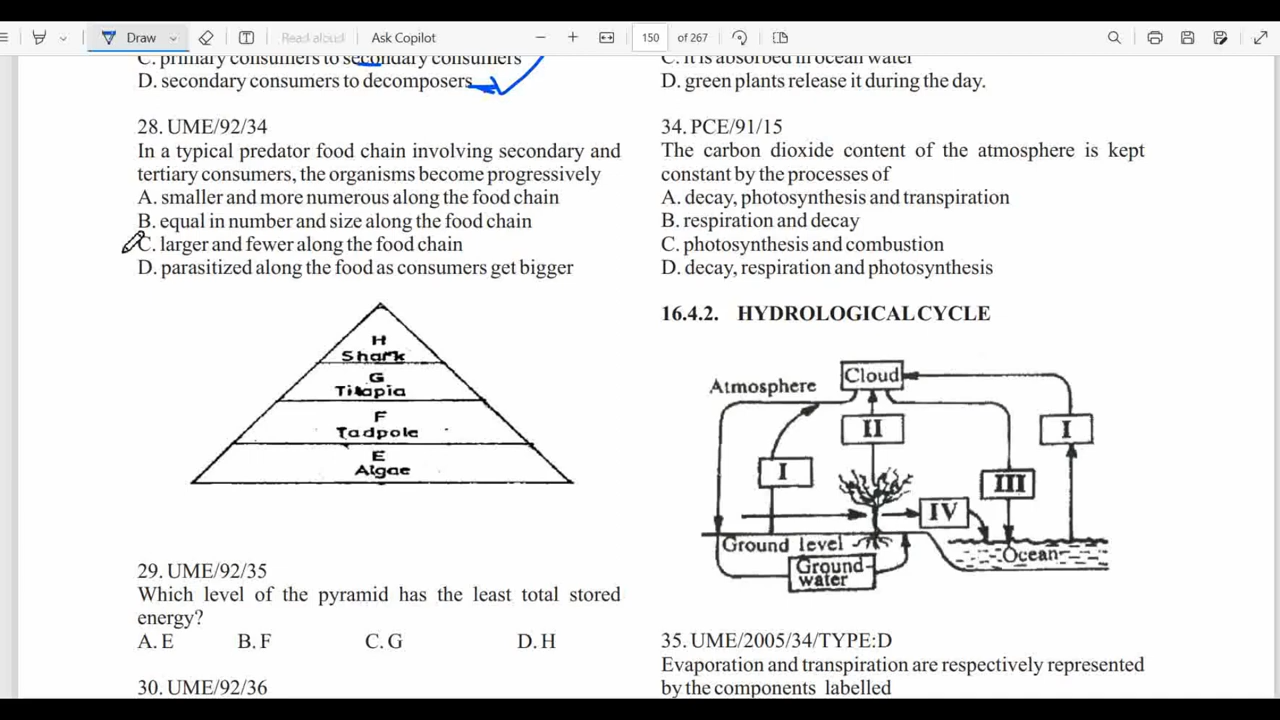 Draw
Read aloud
Ask Copilot
150 of 267
C. primary consumers to secondary consumers
D. secondary consumers to decomposers
28. UME/92/34
In a typical predator food chain involving secondary and
tertiary consumers, the organisms become progressively
A. smaller and more numerous along the food chain
B. equal in number and size along the food chain
C. larger and fewer along the food chain
D. parasitized along the food as consumers get bigger
H
Shark
G
Tilapia
F
Tadpole
E
Algae
29. UME/92/35
Which level of the pyramid has the least total stored
energy?
A. E B. F C. G D. H
30. UME/92/36
C. it is absorbed in ocean water
D. green plants release it during the day.
34. PCE/91/15
The carbon dioxide content of the atmosphere is kept
constant by the processes of
A. decay, photosynthesis and transpiration
B. respiration and decay
C. photosynthesis and combustion
D. decay, respiration and photosynthesis
16.4.2. HYDROLOGICAL CYCLE
Cloud
Atmosphere
II
I
I
III
IV
Ground level
Ocean
Ground-
water
35. UME/2005/34/TYPE:D
Evaporation and transpiration are respectively represented
by the components labelled